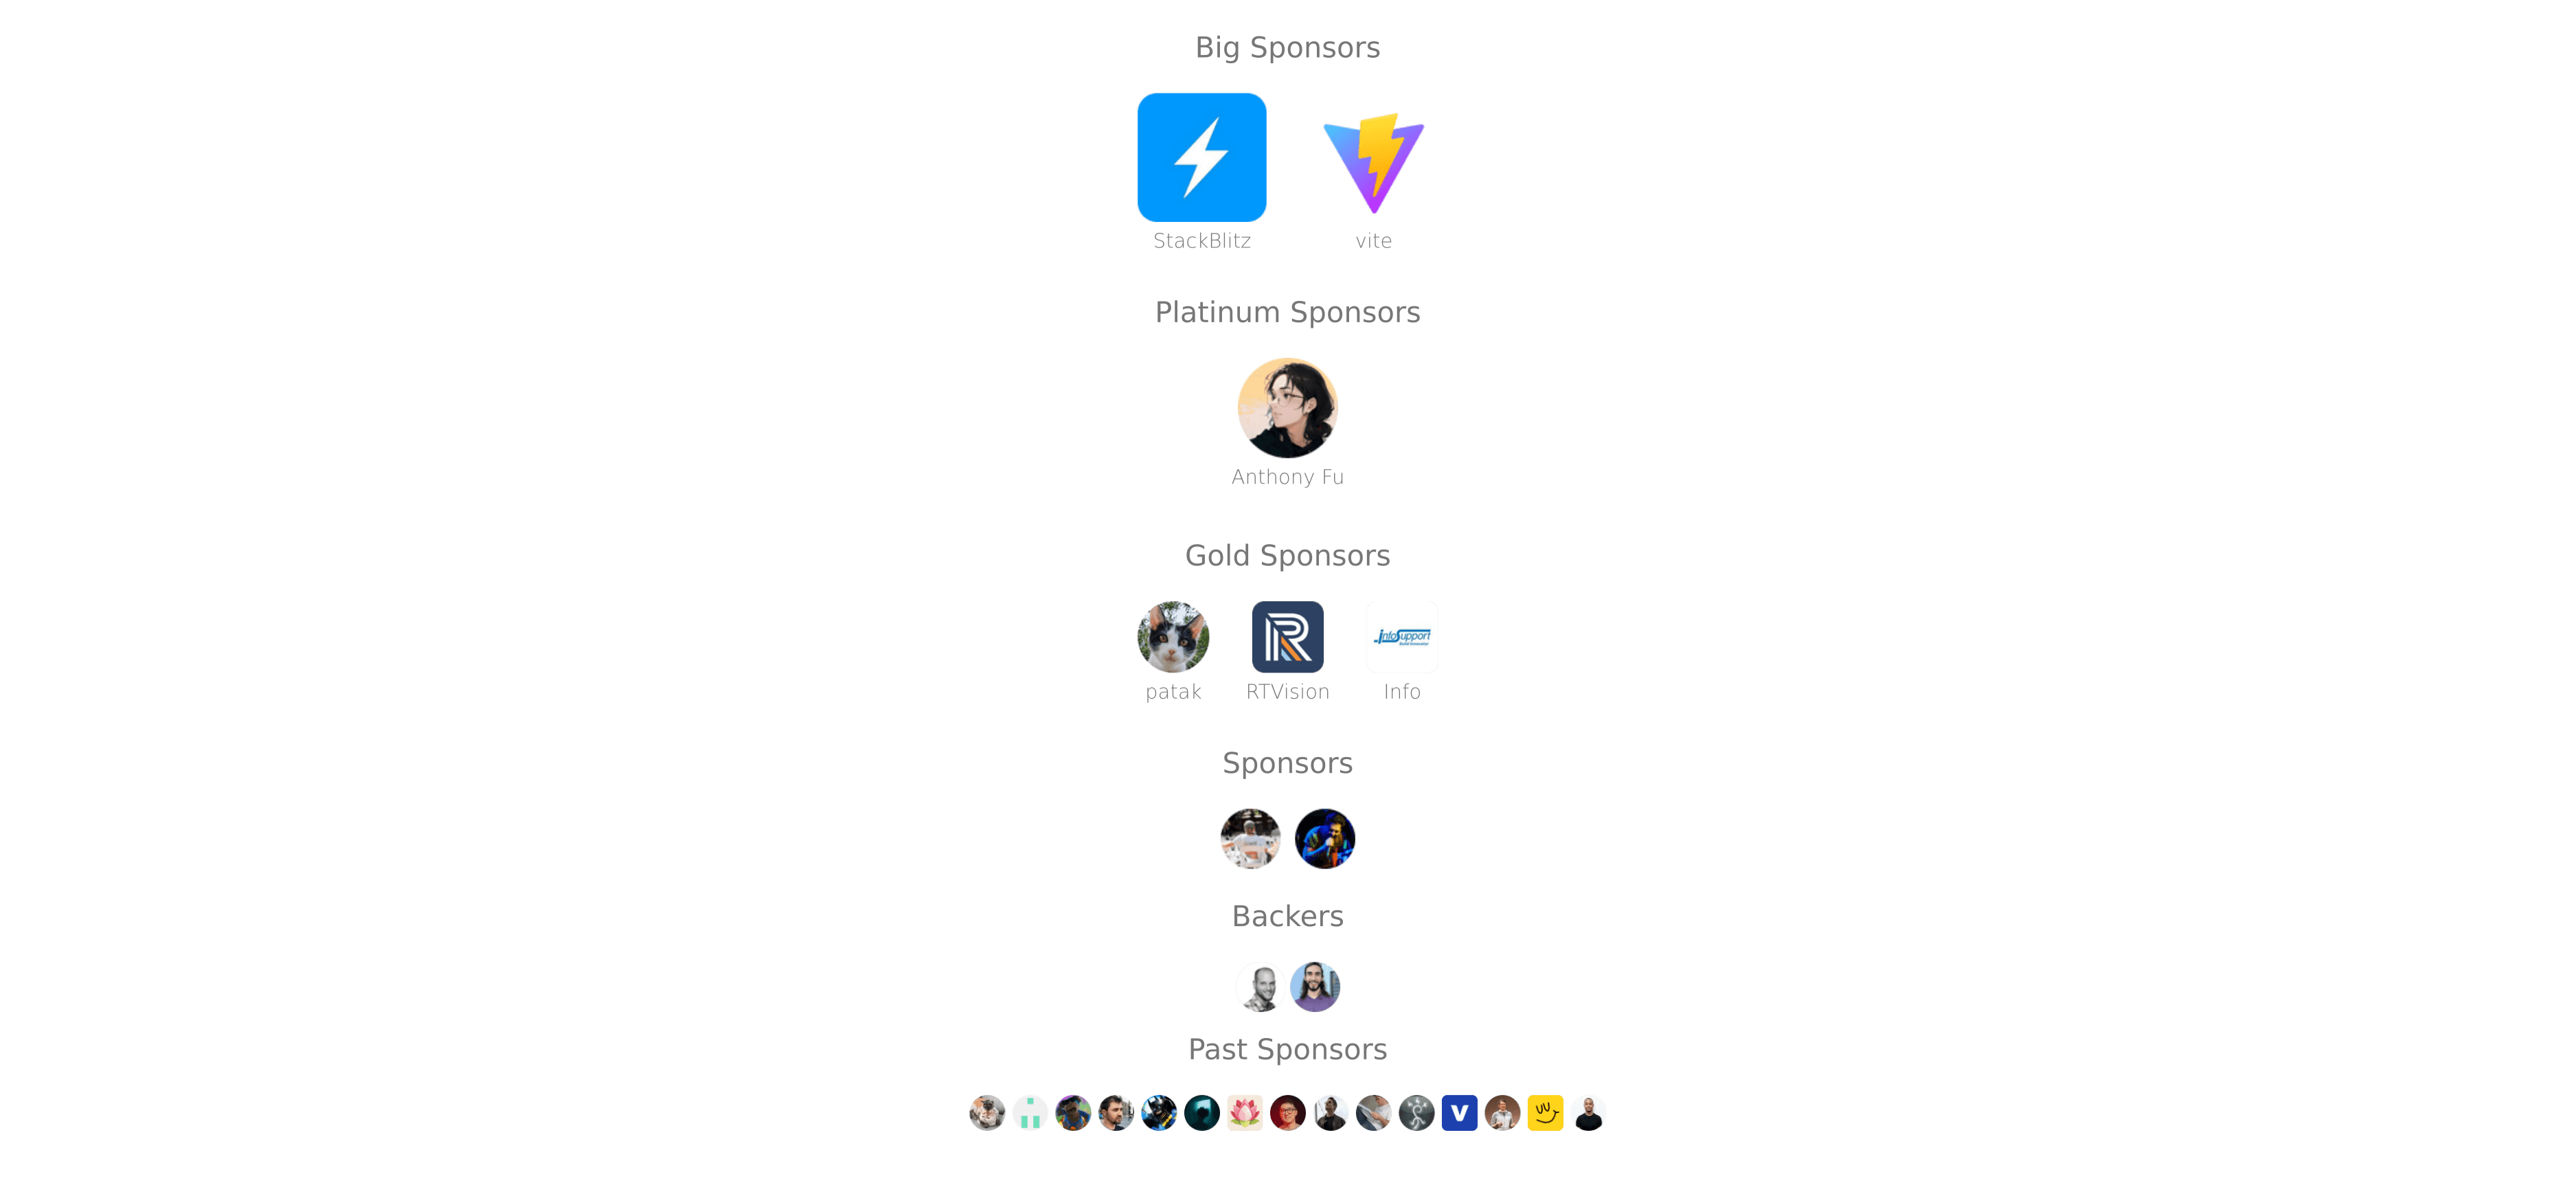 Big Sponsors
StackBlitz
vite
Platinum Sponsors
Anthony Fu
Gold Sponsors
infoSupport
patak
RTVision
Info
Sponsors
Backers
Past Sponsors
V